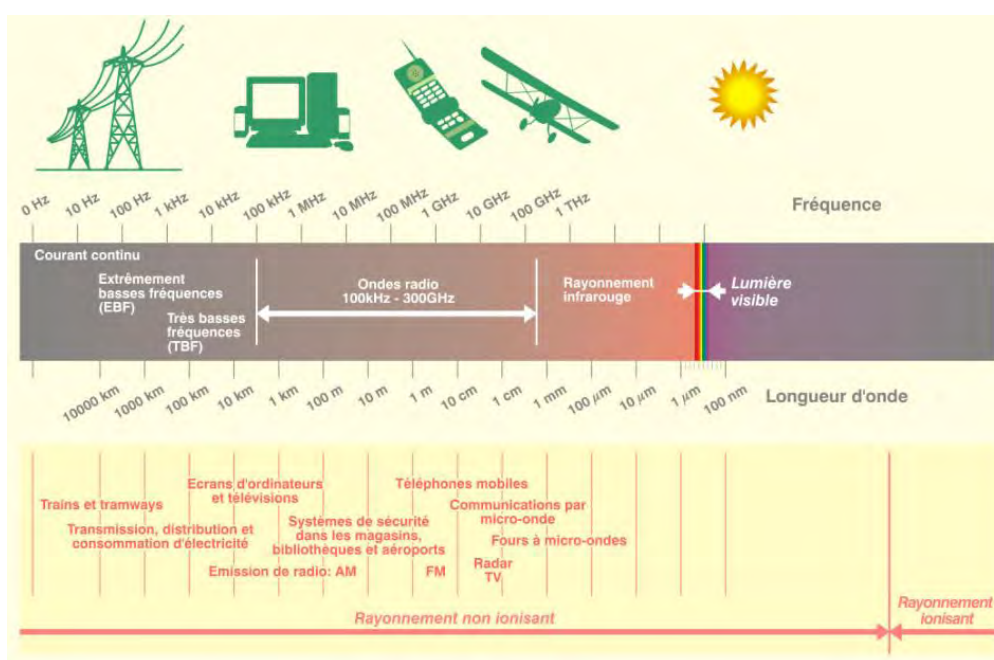 0 Hz
10 Hz
100 Hz
1 kHz
10 kHz
100 kHz
1 MHz
10 MHz
100 MHz
1 GHz
10 GHz
100 GHz
1 THz
Fréquence
Courant continu
Extrêmement
basses fréquences
(EBF)
Très basses
fréquences
(TBF)
Ondes radio
100kHz - 300GHz
Rayonnement
infrarouge
Lumière
visible
10000 km
1000 km
100 km
10 km
1 km
100 m
10 m
1 m
10 cm
1 cm
1 mm
100 µm
10 µm
1 µm
100 nm
Longueur d'onde
Trains et tramways
Transmission, distribution et
consommation d'électricité
Ecrans d'ordinateurs
et télévisions
Systèmes de sécurité
dans les magasins,
bibliothèques et aéroports
Emission de radio: AM
FM
Téléphones mobiles
Communications par
micro-onde
Fours à micro-ondes
Radar
TV
Rayonnement non ionisant
Rayonnement
ionisant